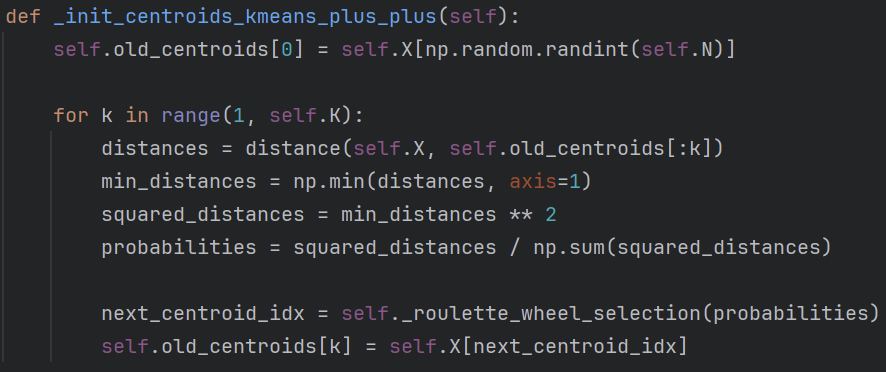 def _init_centroids_kmeans_plus_plus(self):
    self.old_centroids[0] = self.X[np.random.randint(self.N)]

    for k in range(1, self.K):
        distances = distance(self.X, self.old_centroids[:k])
        min_distances = np.min(distances, axis=1)
        squared_distances = min_distances ** 2
        probabilities = squared_distances / np.sum(squared_distances)

        next_centroid_idx = self._roulette_wheel_selection(probabilities)
        self.old_centroids[k] = self.X[next_centroid_idx]